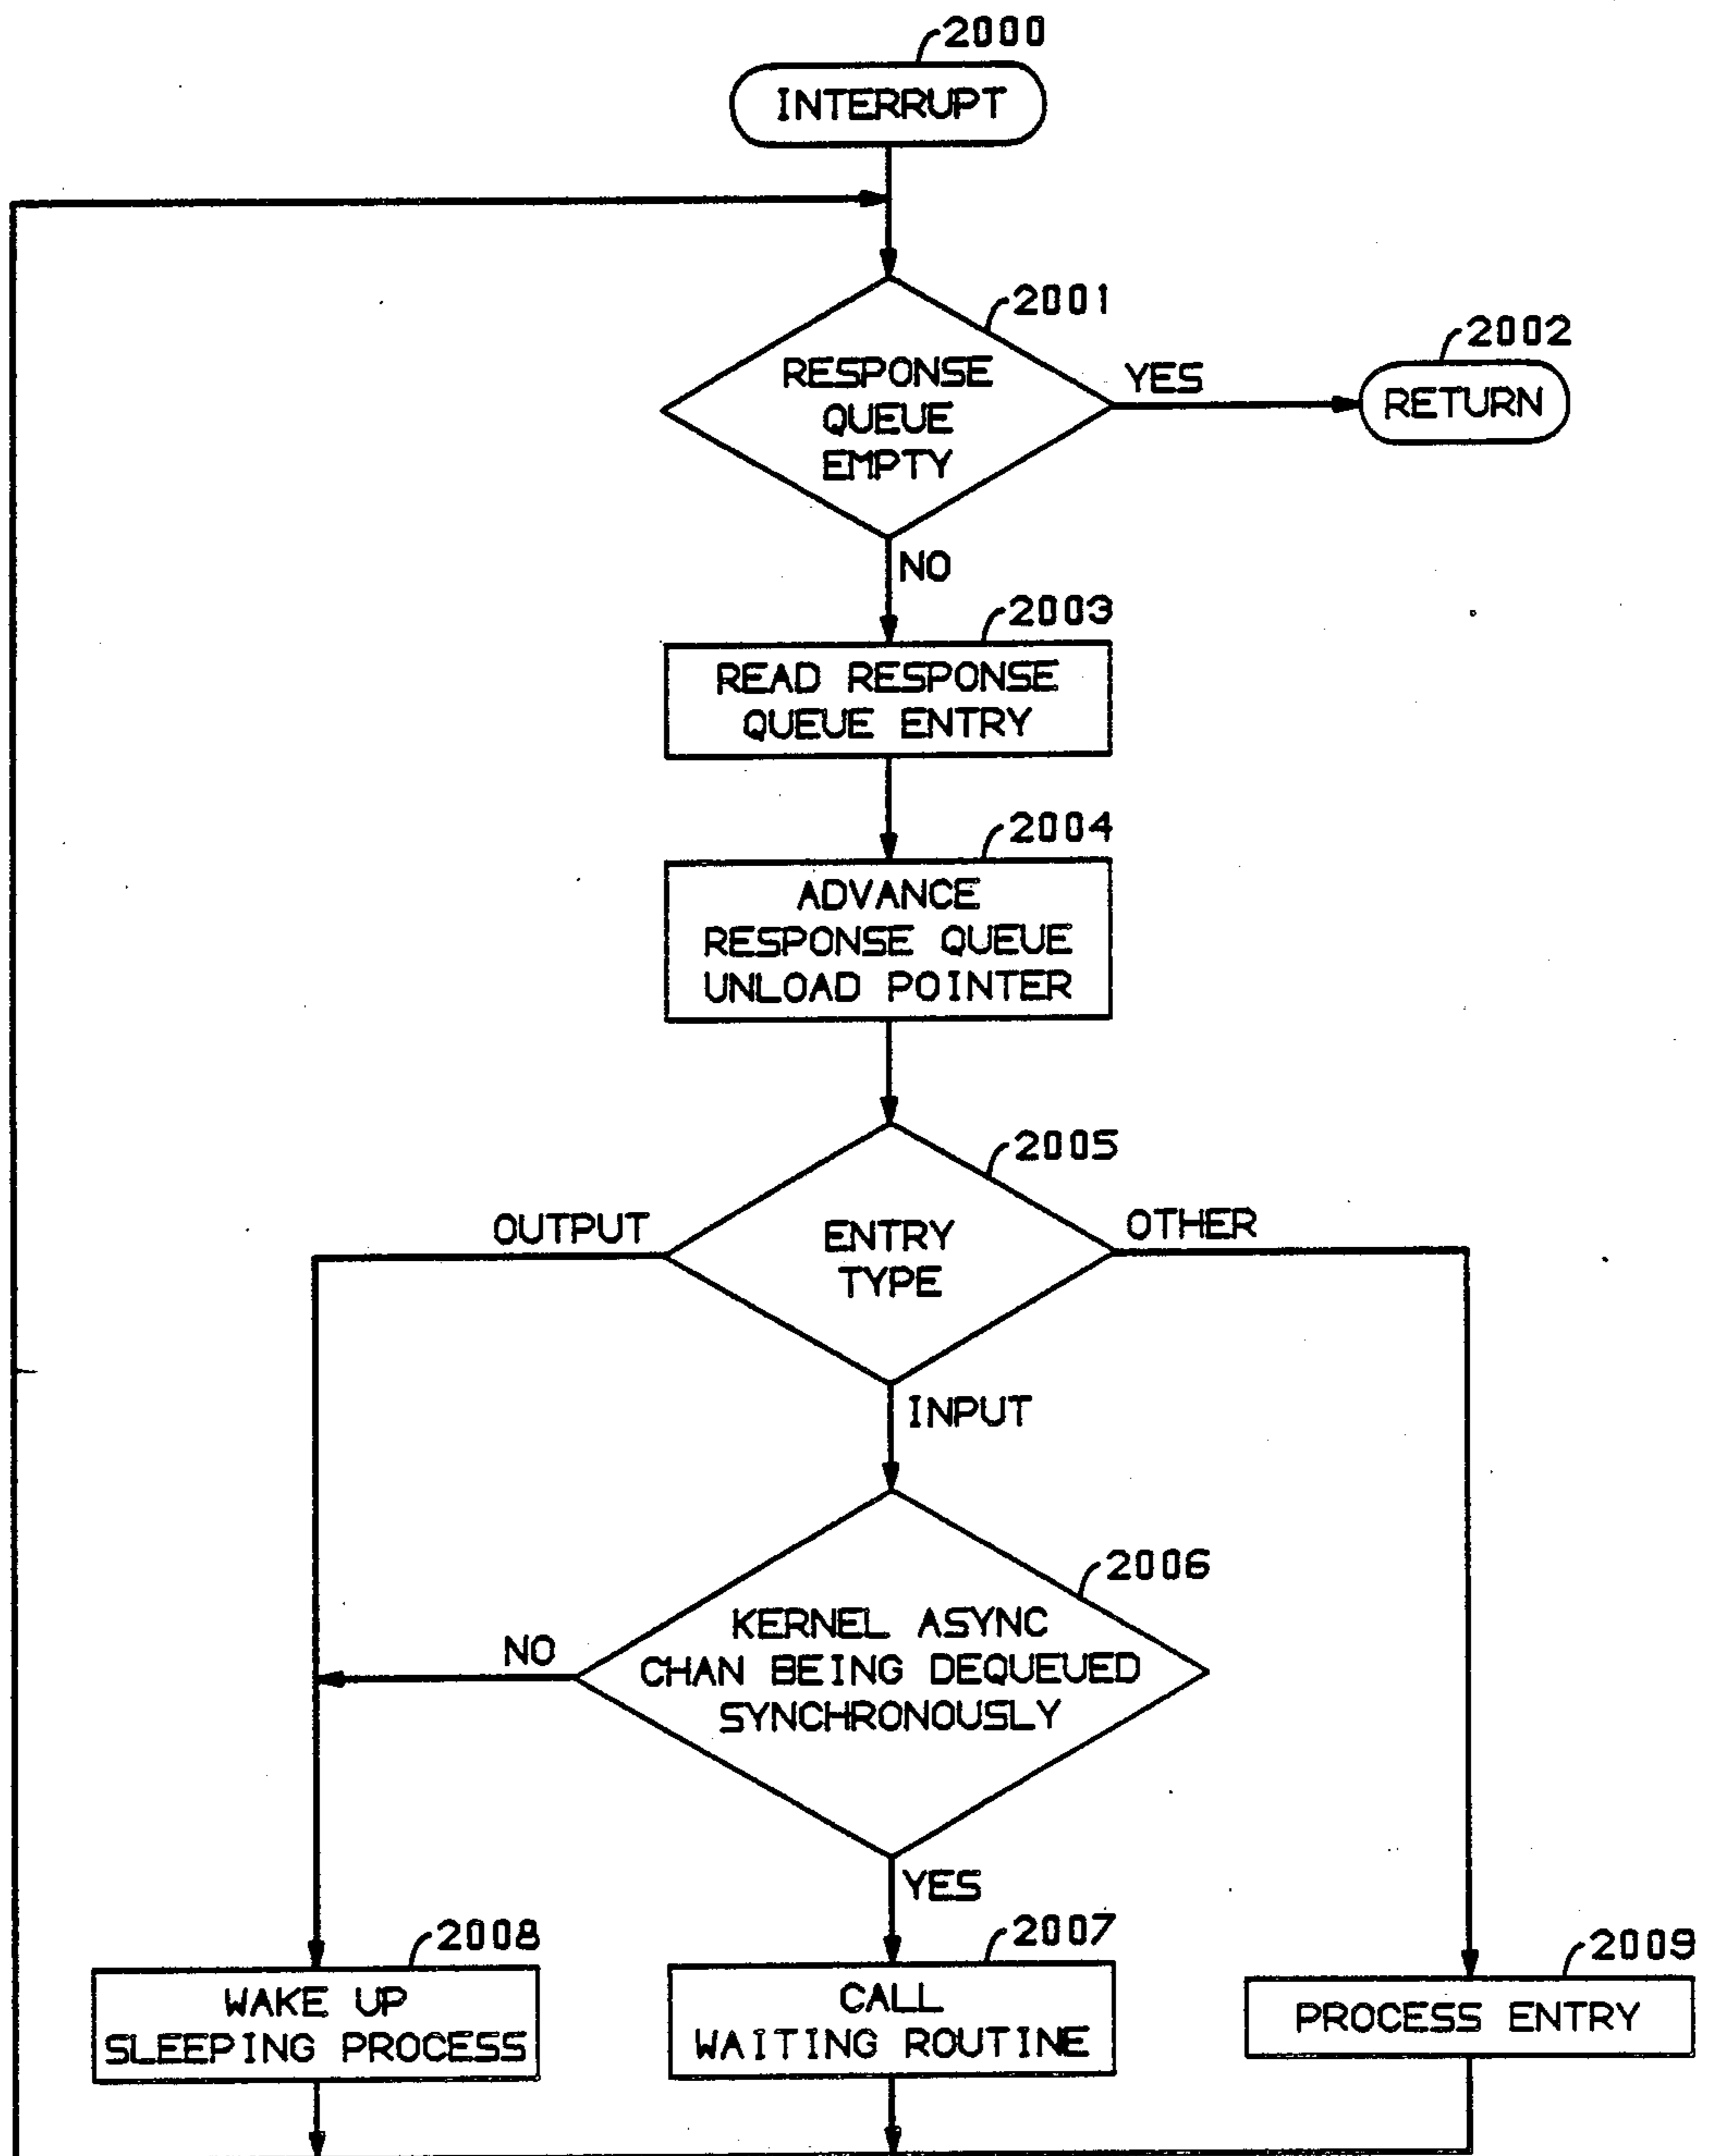 2000
INTERRUPT
2001
RESPONSE
QUEUE
EMPTY
YES
2002
RETURN
NO
2003
READ RESPONSE
QUEUE ENTRY
2004
ADVANCE
RESPONSE QUEUE
UNLOAD POINTER
2005
OUTPUT
ENTRY
TYPE
OTHER
INPUT
2006
NO
KERNEL ASYNC
CHAN BEING DEQUEUED
SYNCHRONOUSLY
YES
2008
WAKE UP
SLEEPING PROCESS
2007
CALL
WAITING ROUTINE
2009
PROCESS ENTRY